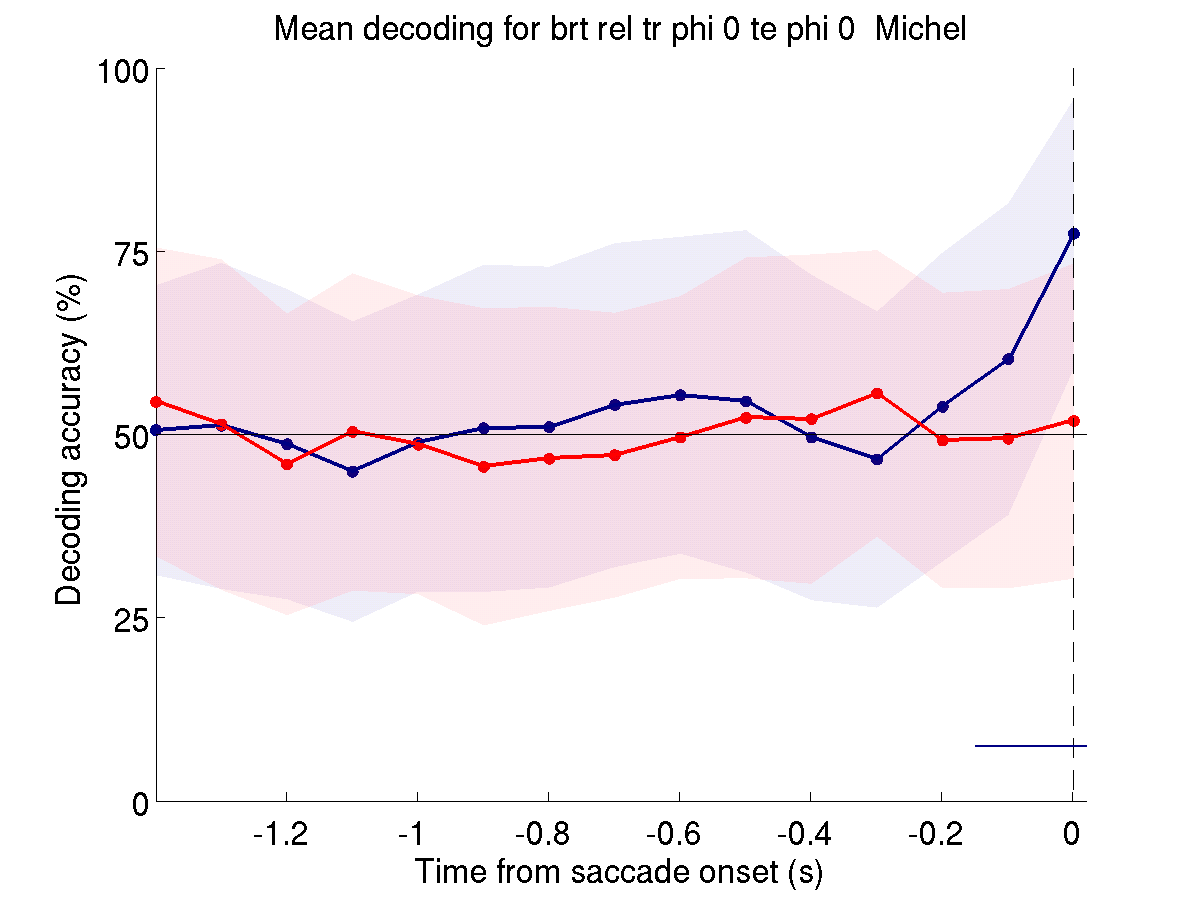 Mean decoding for brt rel tr phi 0 te phi 0  Michel
100
75
50
25
0
Decoding accuracy (%)
-1.2 -1 -0.8 -0.6 -0.4 -0.2 0
Time from saccade onset (s)